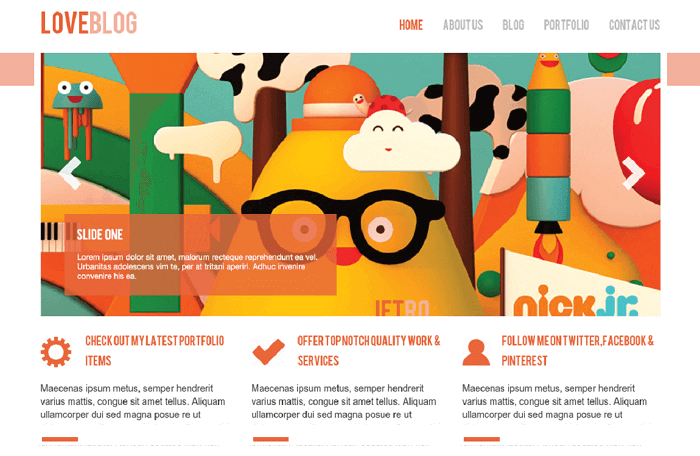 LOVEBLOG
HOME ABOUT US BLOG PORTFOLIO CONTACT US
SLIDE ONE
Lorem ipsum dolor sit amet, malorum recteque reprehendunt ea vel.
Urbanitas adolescens vim te, per at tritani aperiri. Adhuc invenire
convenire his ea.
JETRO
nick jr.
CHECK OUT MY LATEST PORTFOLIO
ITEMS
Maecenas ipsum metus, semper hendrerit
varius mattis, congue sit amet tellus. Aliquam
ullamcorper dui sed magna posue re ut
OFFER TOP NOTCH QUALITY WORK &
SERVICES
Maecenas ipsum metus, semper hendrerit
varius mattis, congue sit amet tellus. Aliquam
ullamcorper dui sed magna posue re ut
FOLLOW ME ON TWITTER,FACEBOOK &
PINTEREST
Maecenas ipsum metus, semper hendrerit
varius mattis, congue sit amet tellus. Aliquam
ullamcorper dui sed magna posue re ut